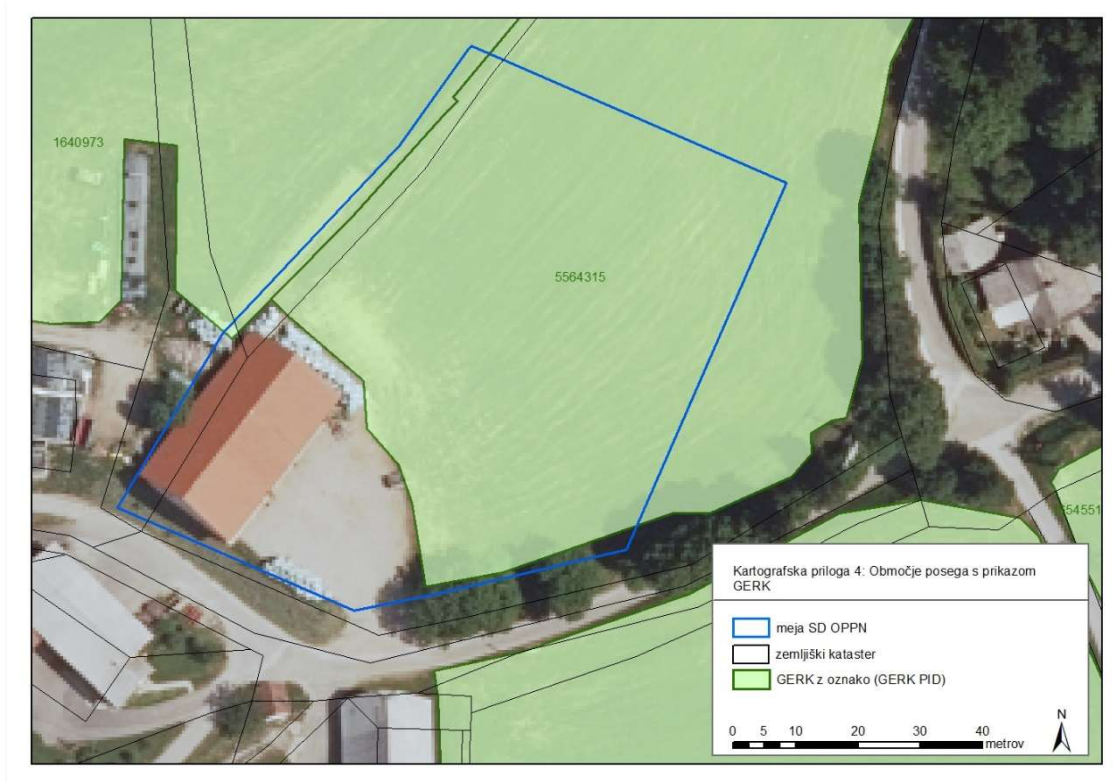 1640973
5564315
54551
Kartografska priloga 4: Območje posega s prikazom
GERK
meja SD OPPN
zemljiški kataster
GERK z oznako (GERK PID)
0 5 10 20 30 40
metrov
N